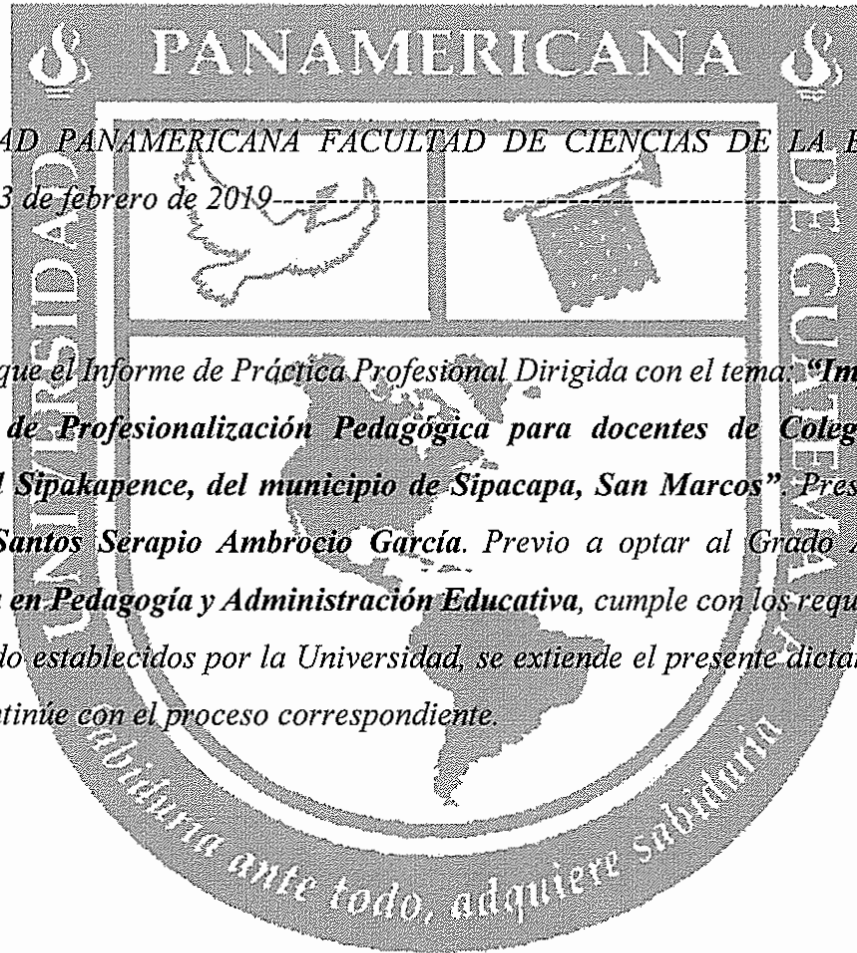 PANAMERICANA
UNIVERSIDAD
DE GUATEMALA
AD PANAMERICANA FACULTAD DE CIENCIAS DE LA E
3 de febrero de 2019
que el Informe de Práctica Profesional Dirigida con el tema: “Im
de Profesionalización Pedagógica para docentes de Coleg
l Sipakapence, del municipio de Sipacapa, San Marcos”. Pres
Santos Serapio Ambrocio García. Previo a optar al Grado A
a en Pedagogía y Administración Educativa, cumple con los requ
do establecidos por la Universidad, se extiende el presente dictar
ntinúe con el proceso correspondiente.
Sabiduría ante todo, adquiere sabiduría